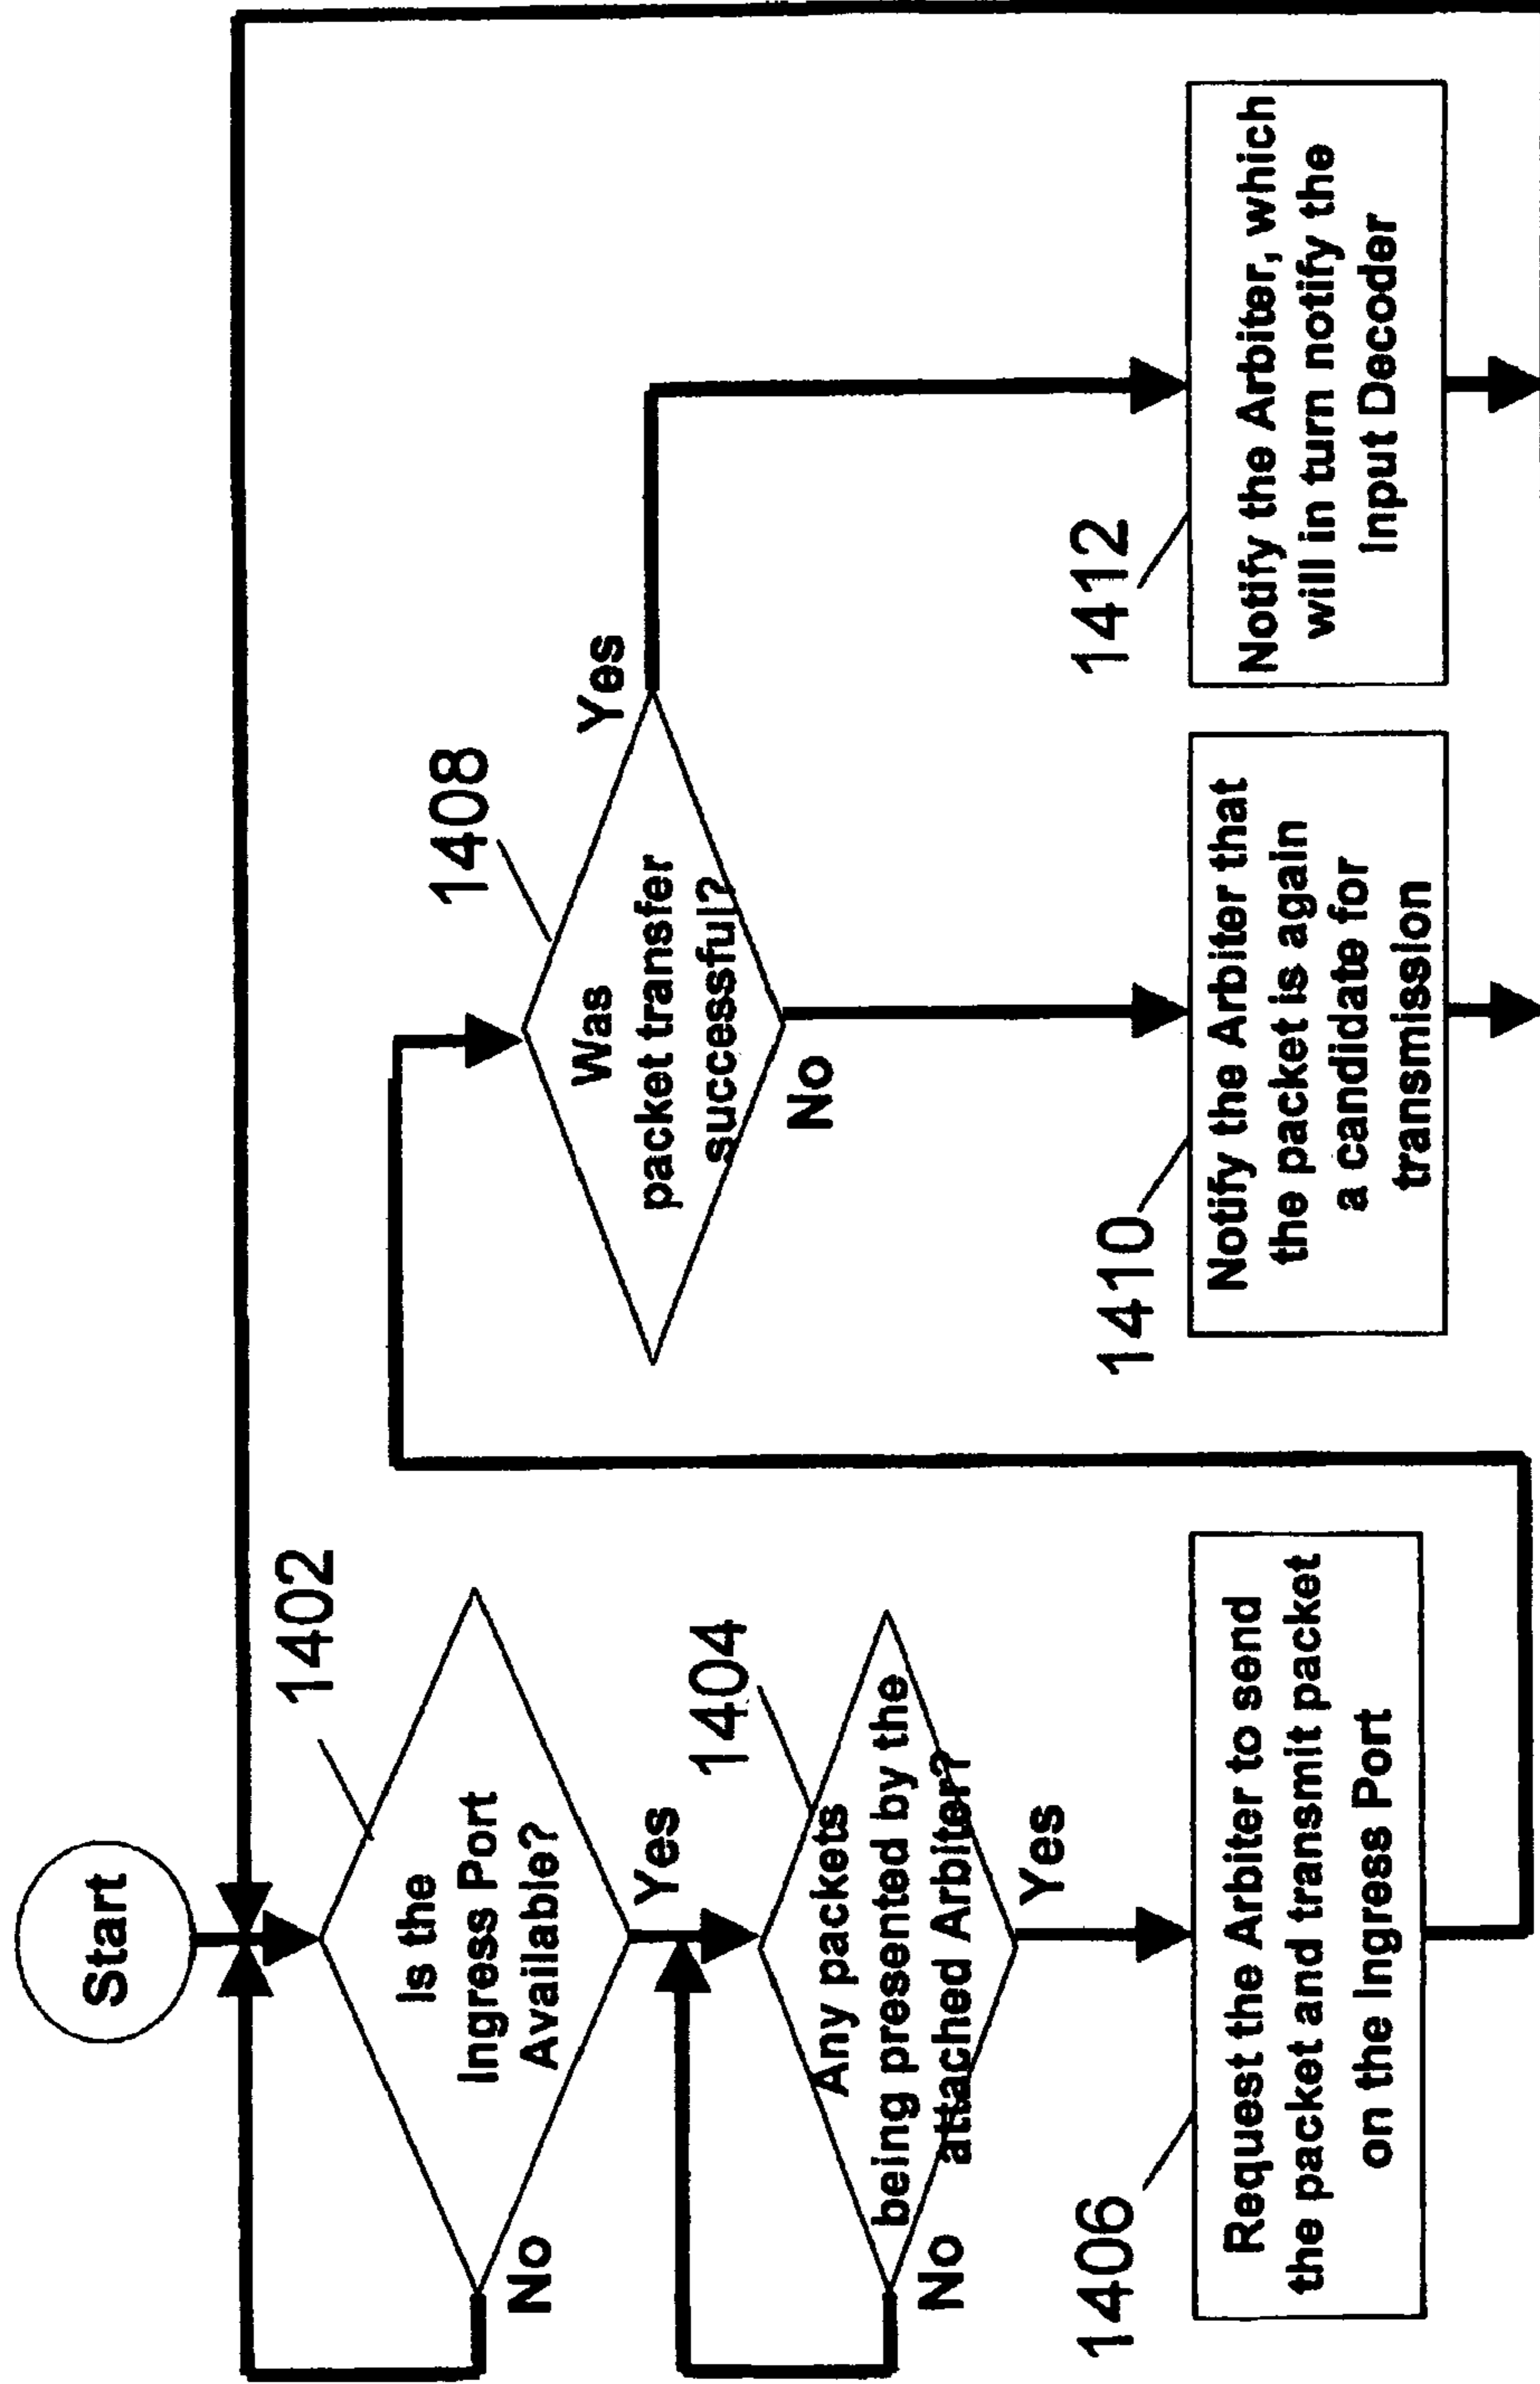 Start
1402
Is the
Ingress Port
Available?
No
Yes
1404
Any packets
being presented by the
attached Arbiter?
No
Yes
1406
Request the Arbiter to send
the packet and transmit packet
on the Ingress Port
1408
Was
packet transfer
successful?
Yes
No
1410
Notify the Arbiter that
the packet is again
a candidate for
transmission
1412
Notify the Arbiter, which
will in turn notify the
Input Decoder